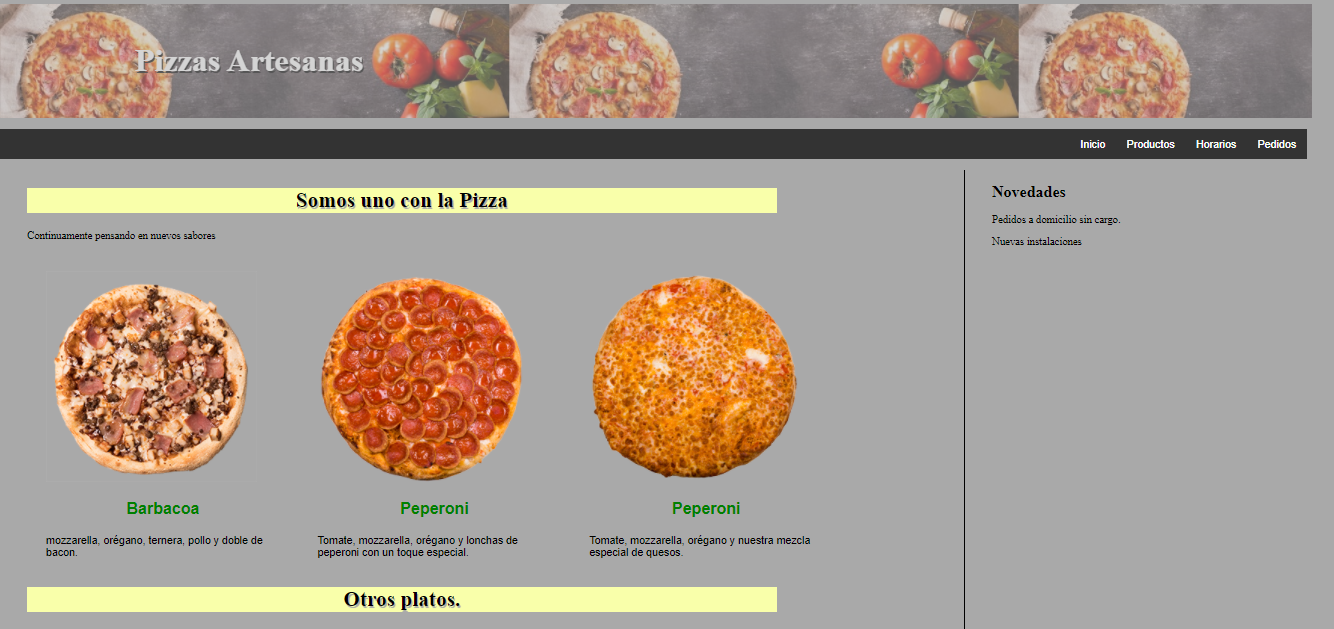 Pizzas Artesanas
Inicio Productos Horarios Pedidos
Somos uno con la Pizza
Continuamente pensando en nuevos sabores
Barbacoa
mozzarella, orégano, ternera, pollo y doble de
bacon.
Peperoni
Tomate, mozzarella, orégano y lonchas de
peperoni con un toque especial.
Peperoni
Tomate, mozzarella, orégano y nuestra mezcla
especial de quesos.
Otros platos.
Novedades
Pedidos a domicilio sin cargo.
Nuevas instalaciones